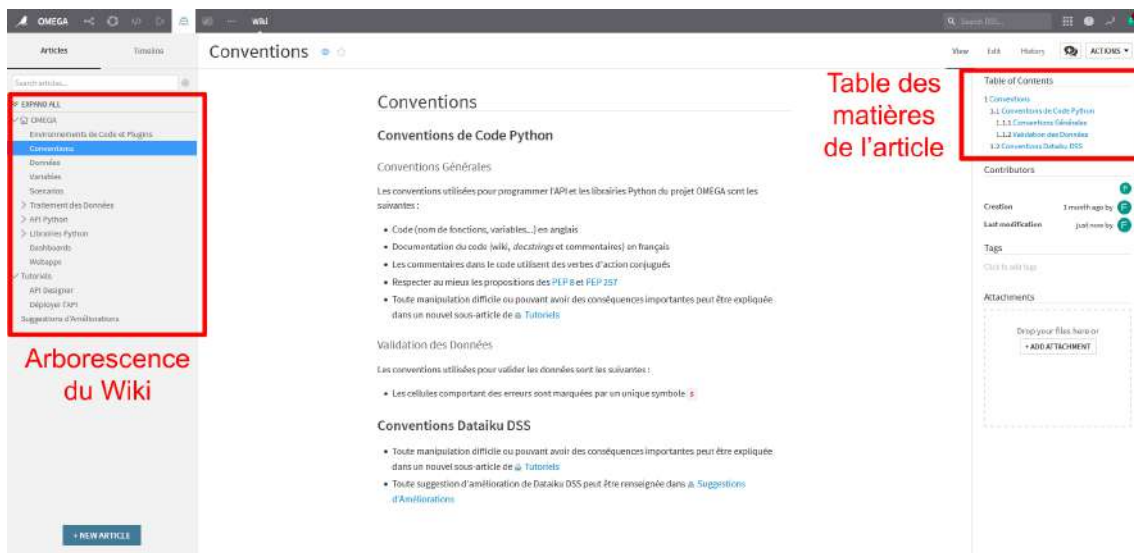 OMEGA
Wiki
Search DSS...
Articles
Timeline
Conventions
View
Edit
History
ACTIONS
Search articles...
EXPAND ALL
OMEGA
Environnements de Code et Plugins
Conventions
Données
Variables
Scenarios
Traitement des Données
API Python
Librairies Python
Dashboards
Webapps
Tutoriels
API Designer
Déployer l'API
Suggestions d'Améliorations
Arborescence
du Wiki
+ NEW ARTICLE
Conventions
Conventions de Code Python
Conventions Générales
Les conventions utilisées pour programmer l'API et les librairies Python du projet OMEGA sont les
suivantes :
• Code (nom de fonctions, variables...) en anglais
• Documentation du code (wiki, docstrings et commentaires) en français
• Les commentaires dans le code utilisent des verbes d'action conjugués
• Respecter au mieux les propositions des PEP 8 et PEP 257
• Toute manipulation difficile ou pouvant avoir des conséquences importantes peut être expliquée
dans un nouvel sous-article de Tutoriels
Validation des Données
Les conventions utilisées pour valider les données sont les suivantes :
• Les cellules comportant des erreurs sont marquées par un unique symbole
Conventions Dataiku DSS
• Toute manipulation difficile ou pouvant avoir des conséquences importantes peut être expliquée
dans un nouvel sous-article de Tutoriels
• Toute suggestion d'amélioration de Dataiku DSS peut être renseignée dans Suggestions
d'Améliorations
Table des
matières
de l'article
Table of Contents
1 Conventions
1.1 Conventions de Code Python
1.1.1 Conventions Générales
1.1.2 Validation des Données
1.2 Conventions Dataiku DSS
Contributors
F
Creation
1 month ago by F
Last modification
just now by F
Tags
Click to add tags
Attachments
Drop your files here or
+ ADD ATTACHMENT